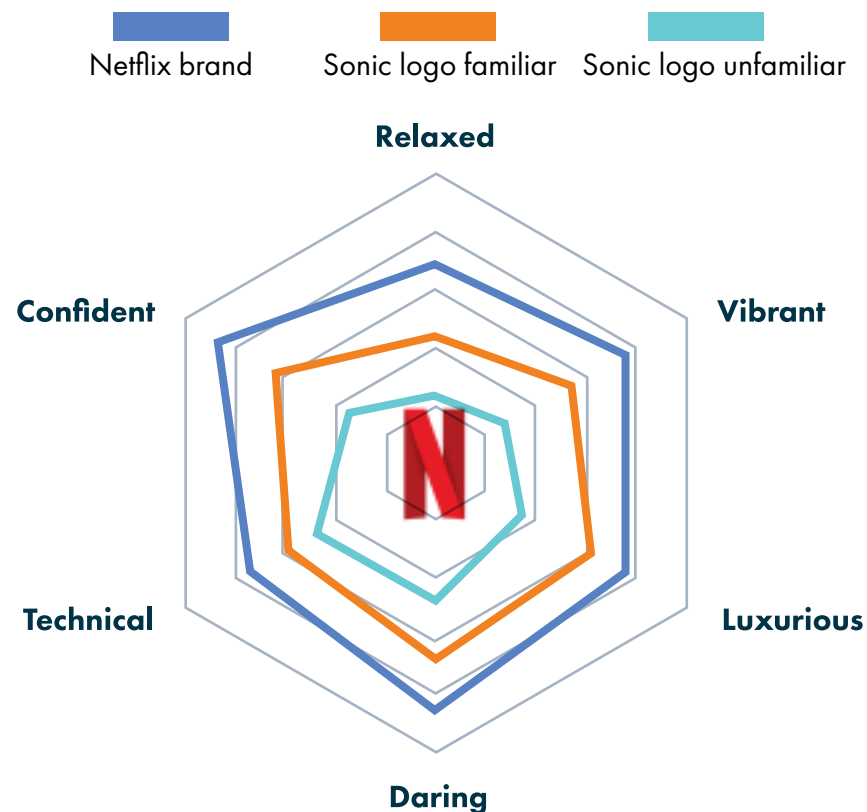 Netflix brand
Sonic logo familiar
Sonic logo unfamiliar
Relaxed
Confident
Vibrant
N
Technical
Luxurious
Daring